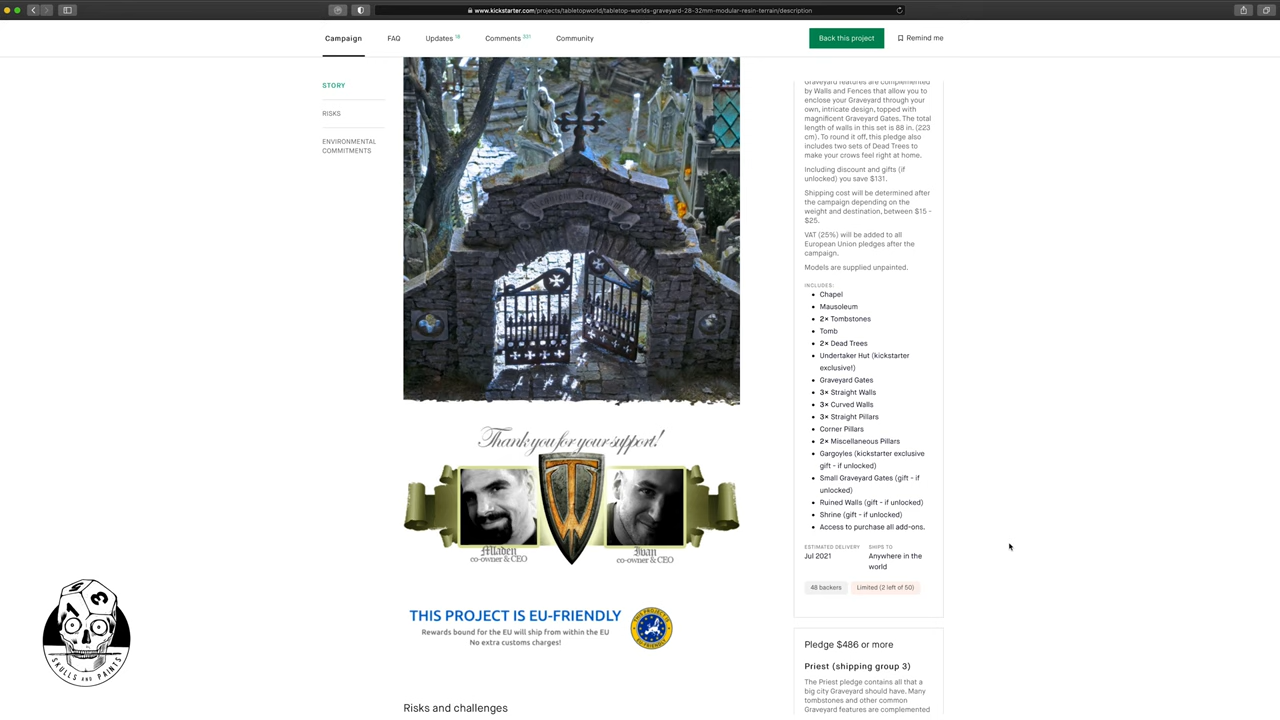 www.kickstarter.com/projects/tabletopworld/tabletop-worlds-graveyard-28-32mm-modular-resin-terrain/description
Campaign
FAQ
Updates 18
Comments 321
Community
Back this project
Remind me
STORY
RISKS
ENVIRONMENTAL
COMMITMENTS
Thank you for your support!
Mladen
co-owner & CEO
Ivan
co-owner & CEO
THIS PROJECT IS EU-FRIENDLY
Rewards bound for the EU will ship from within the EU
No extra customs charges!
THIS PROJECT IS
EU-FRIENDLY
Risks and challenges
Graveyard features are complemented
by Walls and Fences that allow you to
enclose your Graveyard through your
own, intricate design, topped with
magnificent Graveyard Gates. The total
length of walls in this set is 88 in. (223
cm). To round it off, this pledge also
includes two sets of Dead Trees to
make your crows feel right at home.
Including discount and gifts (if
unlocked) you save $131.
Shipping cost will be determined after
the campaign depending on the
weight and destination, between $15 -
$25.
VAT (25%) will be added to all
European Union pledges after the
campaign.
Models are supplied unpainted.
INCLUDES:
Chapel
Mausoleum
2× Tombstones
Tomb
2× Dead Trees
Undertaker Hut (kickstarter
exclusive!)
Graveyard Gates
3× Straight Walls
3× Curved Walls
3× Straight Pillars
Corner Pillars
2× Miscellaneous Pillars
Gargoyles (kickstarter exclusive
gift - if unlocked)
Small Graveyard Gates (gift - if
unlocked)
Ruined Walls (gift - if unlocked)
Shrine (gift - if unlocked)
Access to purchase all add-ons.
ESTIMATED DELIVERY
Jul 2021
SHIPS TO
Anywhere in the
world
48 backers
Limited (2 left of 50)
Pledge $486 or more
Priest (shipping group 3)
The Priest pledge contains all that a
big city Graveyard should have. Many
tombstones and other common
Graveyard features are complemented
SKULLS AND PAINTS